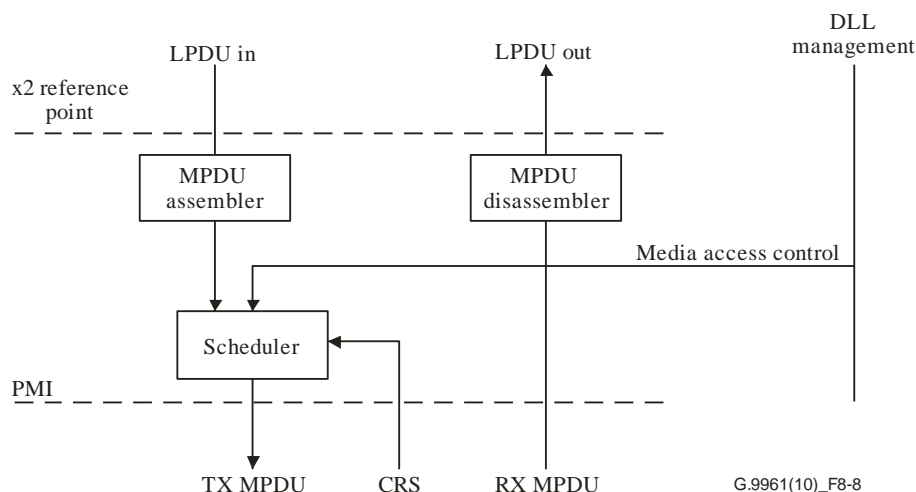 DLL
management
LPDU in
LPDU out
x2 reference
point
MPDU
assembler
MPDU
disassembler
Media access control
Scheduler
PMI
TX MPDU
CRS
RX MPDU
G.9961(10)_F8-8